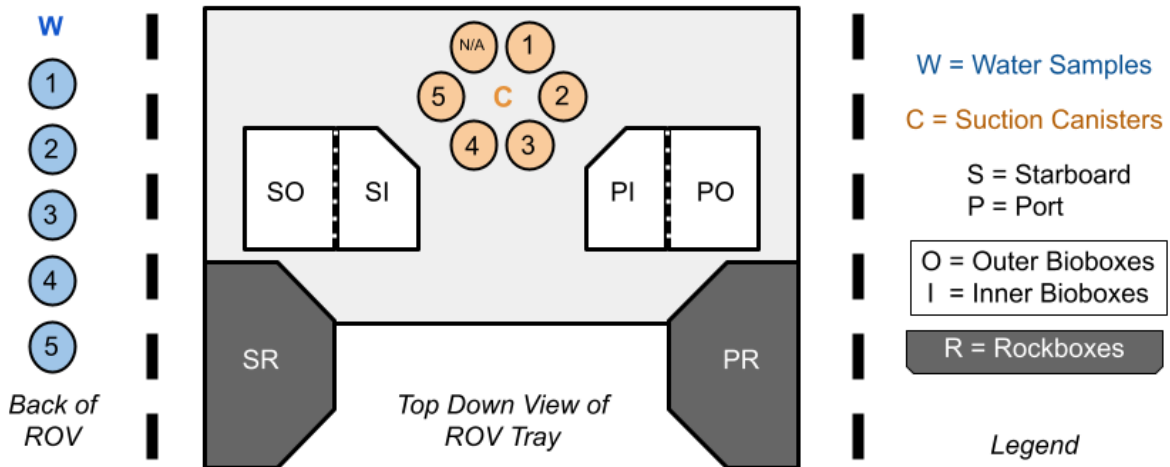 W
1
2
3
4
5
Back of
ROV
N/A
1
5
C
2
4
3
SO
SI
PI
PO
SR
PR
Top Down View of
ROV Tray
W = Water Samples
C = Suction Canisters
S = Starboard
P = Port
O = Outer Bioboxes
I = Inner Bioboxes
R = Rockboxes
Legend